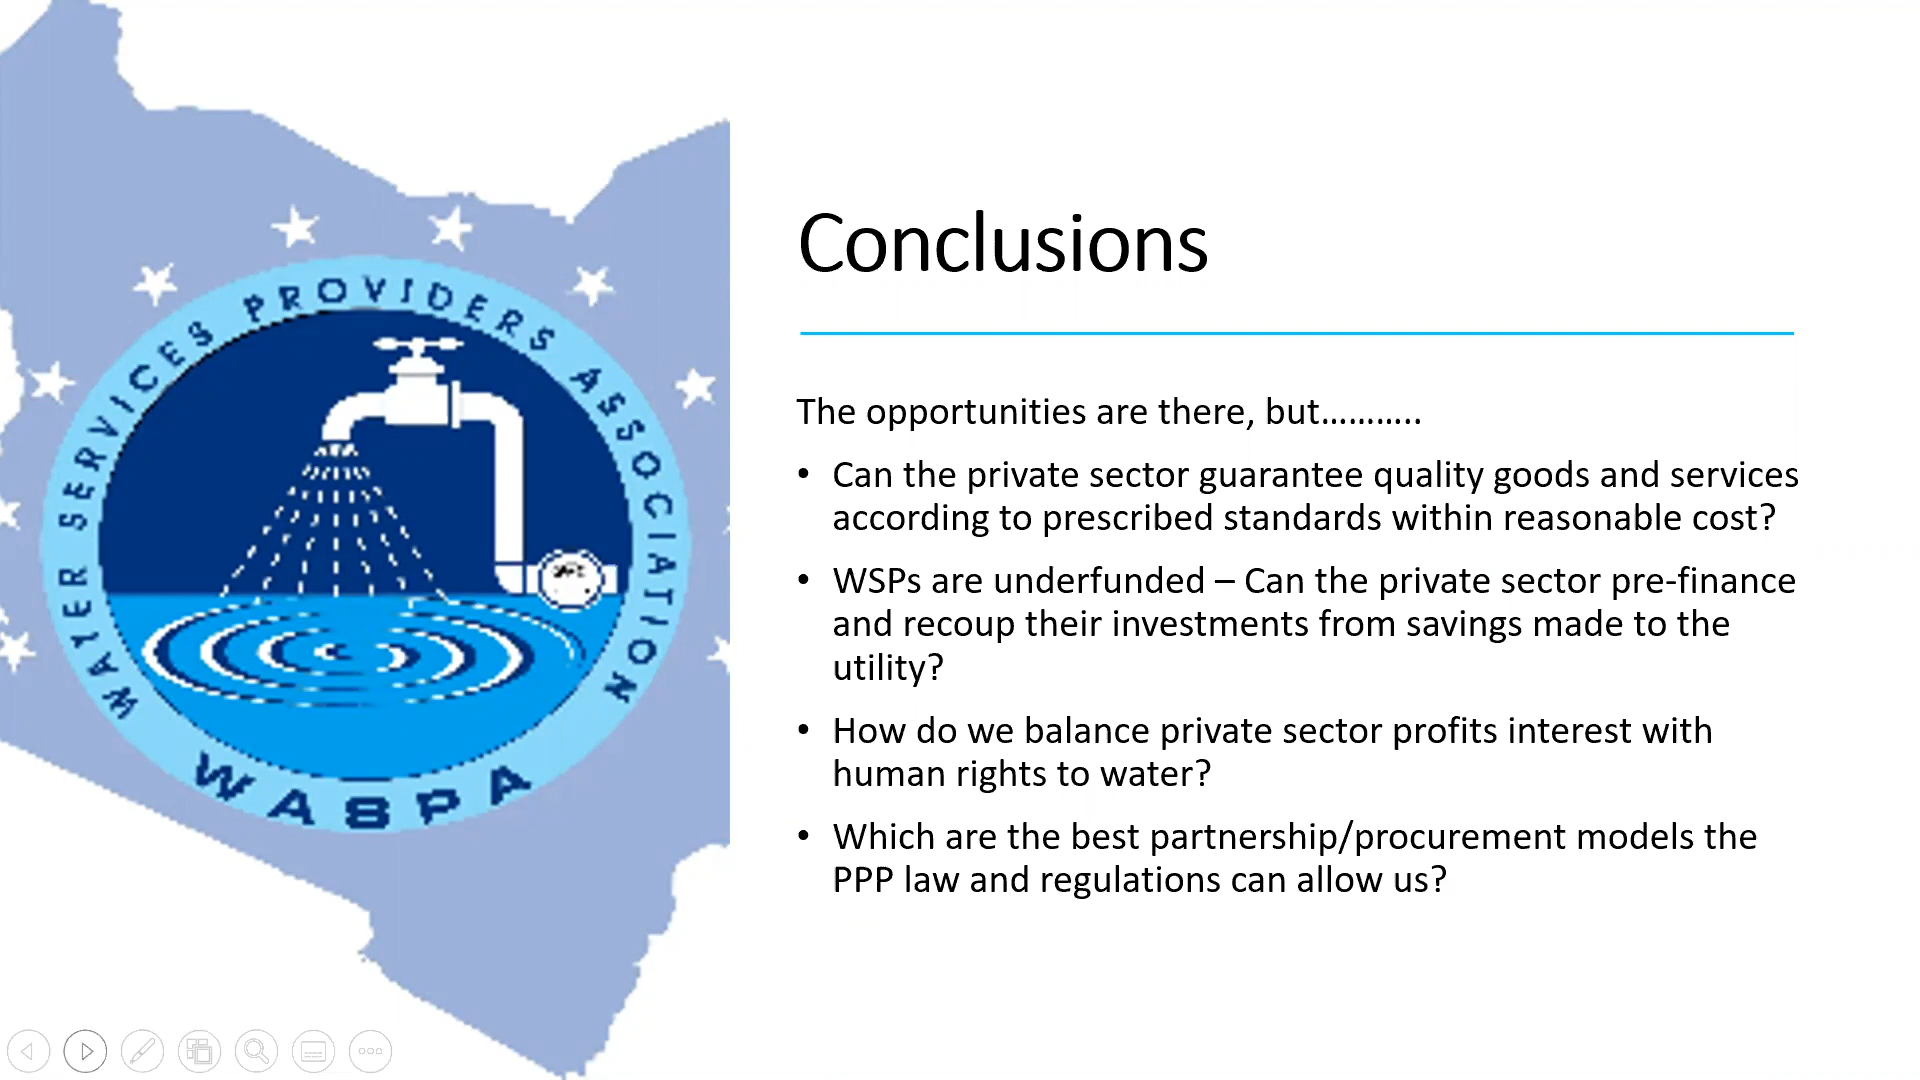 WATER SERVICES PROVIDERS ASSOCIATION
WASPA
Conclusions
The opportunities are there, but………..
• Can the private sector guarantee quality goods and services
according to prescribed standards within reasonable cost?
• WSPs are underfunded – Can the private sector pre-finance
and recoup their investments from savings made to the
utility?
• How do we balance private sector profits interest with
human rights to water?
• Which are the best partnership/procurement models the
PPP law and regulations can allow us?